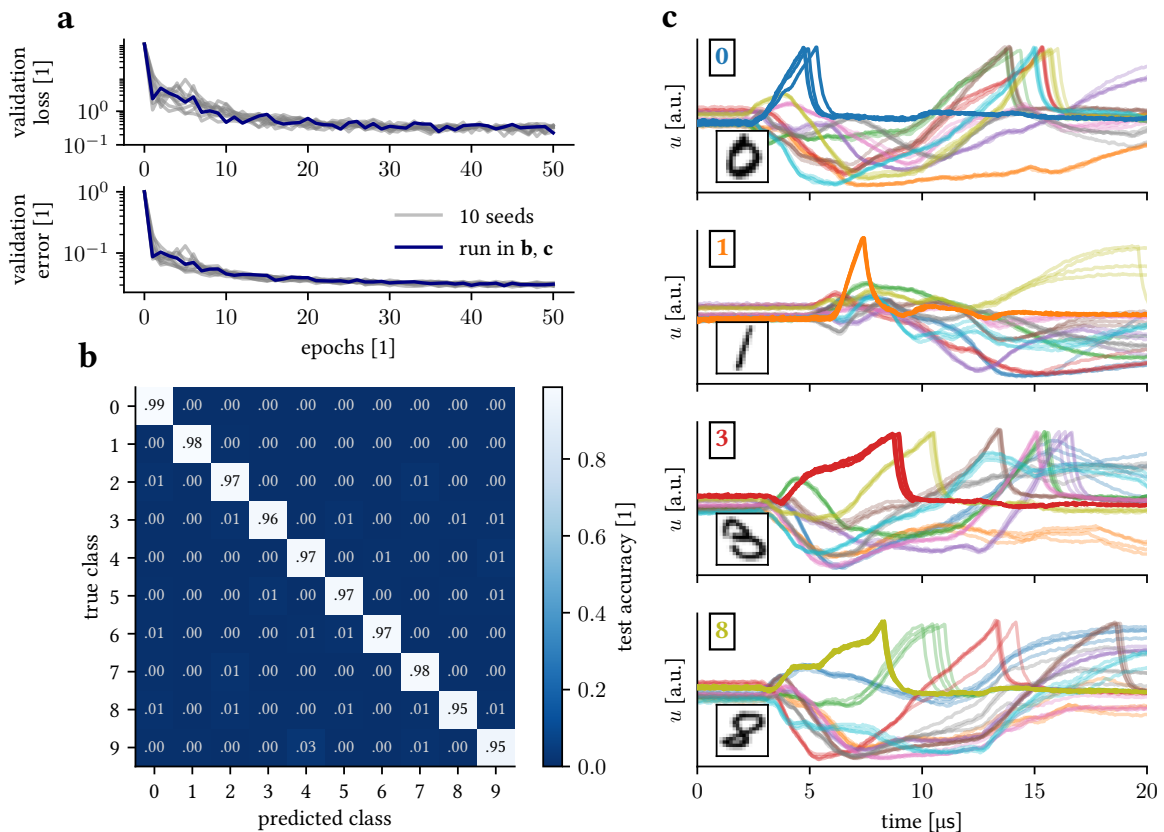 a
validation
loss [1]
10⁰
10⁻¹
0 10 20 30 40 50
validation
error [1]
10⁰
10⁻¹
10 seeds
run in b, c
0 10 20 30 40 50
epochs [1]
b
true class
0 .99 .00 .00 .00 .00 .00 .00 .00 .00 .00
1 .00 .98 .00 .00 .00 .00 .00 .00 .00 .00
2 .01 .00 .97 .00 .00 .00 .00 .01 .00 .00
3 .00 .00 .01 .96 .00 .01 .00 .00 .01 .01
4 .00 .00 .00 .00 .97 .00 .01 .00 .00 .01
5 .00 .00 .00 .01 .00 .97 .00 .00 .00 .01
6 .01 .00 .00 .00 .01 .01 .97 .00 .00 .00
7 .00 .00 .01 .00 .00 .00 .00 .98 .00 .00
8 .01 .00 .01 .00 .00 .01 .00 .01 .95 .01
9 .00 .00 .00 .00 .03 .00 .00 .01 .00 .95
0 1 2 3 4 5 6 7 8 9
predicted class
0.8
0.6
0.4
0.2
0.0
test accuracy [1]
c
u [a.u.]
0
0
u [a.u.]
1
1
u [a.u.]
3
3
u [a.u.]
8
8
0 5 10 15 20
time [µs]